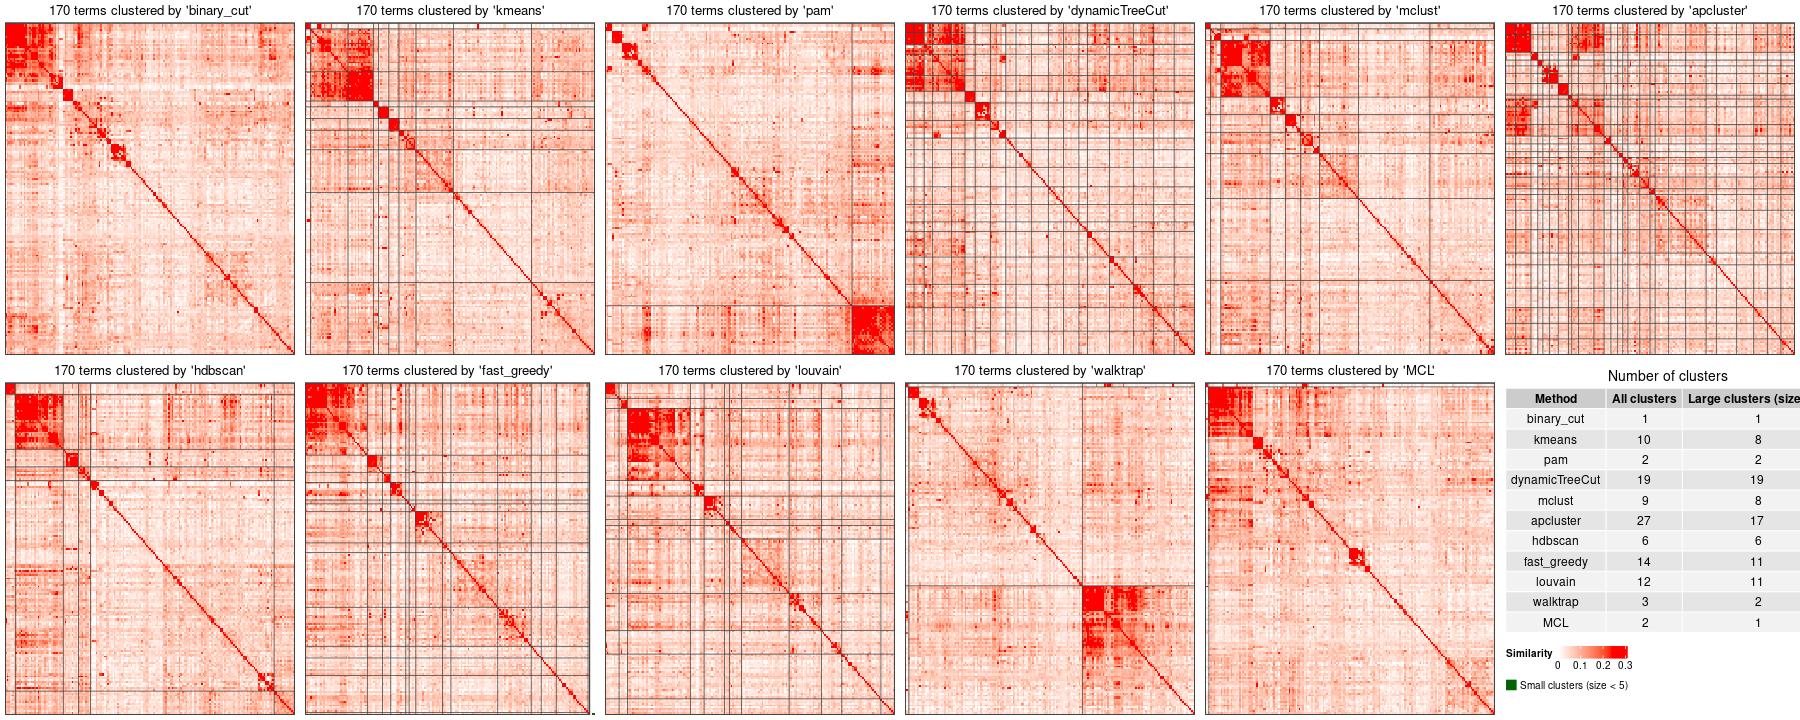 170 terms clustered by 'binary_cut'
170 terms clustered by 'kmeans'
170 terms clustered by 'pam'
170 terms clustered by 'dynamicTreeCut'
170 terms clustered by 'mclust'
170 terms clustered by 'apcluster'
170 terms clustered by 'hdbscan'
170 terms clustered by 'fast_greedy'
170 terms clustered by 'louvain'
170 terms clustered by 'walktrap'
170 terms clustered by 'MCL'
Number of clusters
Method All clusters Large clusters (size
binary_cut 1 1
kmeans 10 8
pam 2 2
dynamicTreeCut 19 19
mclust 9 8
apcluster 27 17
hdbscan 6 6
fast_greedy 14 11
louvain 12 11
walktrap 3 2
MCL 2 1
Similarity
0 0.1 0.2 0.3
Small clusters (size < 5)